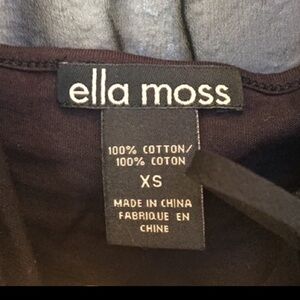 ella moss
100% COTTON/
100% COTON
XS
MADE IN CHINA
FABRIQUE EN
CHINE